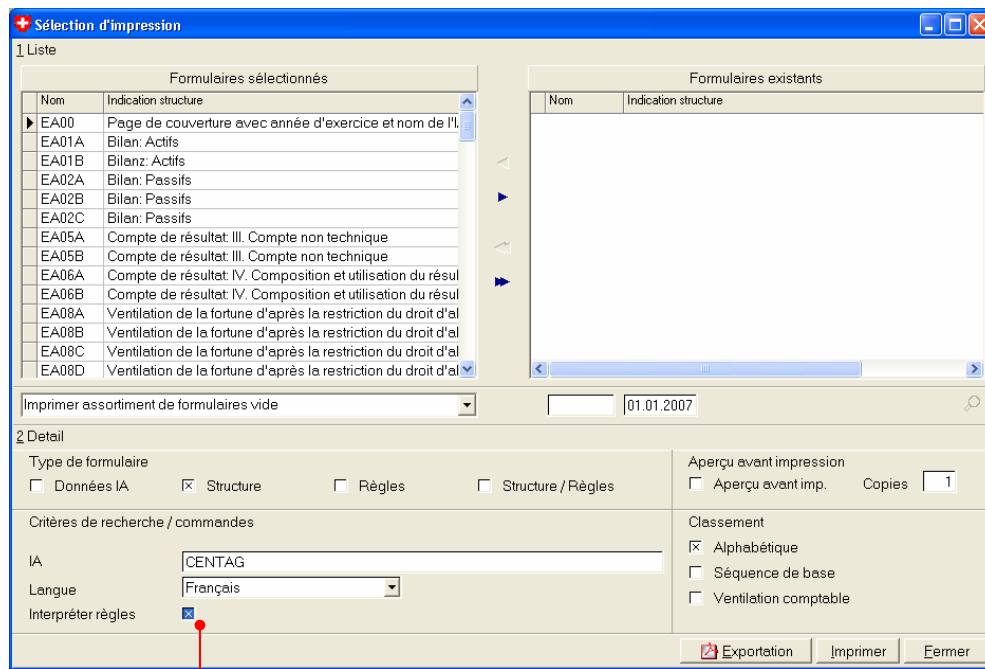 Sélection d'impression
1 Liste
Formulaires sélectionnés
Formulaires existants
Nom Indication structure
Nom Indication structure
EA00 Page de couverture avec année d'exercice et nom de l'I.
EA01A Bilan: Actifs
EA01B Bilanz: Actifs
EA02A Bilan: Passifs
EA02B Bilan: Passifs
EA02C Bilan: Passifs
EA05A Compte de résultat: III. Compte non technique
EA05B Compte de résultat: III. Compte non technique
EA06A Compte de résultat: IV. Composition et utilisation du résul
EA06B Compte de résultat: IV. Composition et utilisation du résul
EA08A Ventilation de la fortune d'après la restriction du droit d'al
EA08B Ventilation de la fortune d'après la restriction du droit d'al
EA08C Ventilation de la fortune d'après la restriction du droit d'al
EA08D Ventilation de la fortune d'après la restriction du droit d'al
Imprimer assortiment de formulaires vide
01.01.2007
2 Detail
Type de formulaire
Données IA Structure Règles Structure / Règles
Aperçu avant impression
Aperçu avant imp. Copies 1
Critères de recherche / commandes
IA CENTAG
Langue Français
Interpréter règles
Classement
Alphabétique
Séquence de base
Ventilation comptable
Exportation Imprimer Fermer